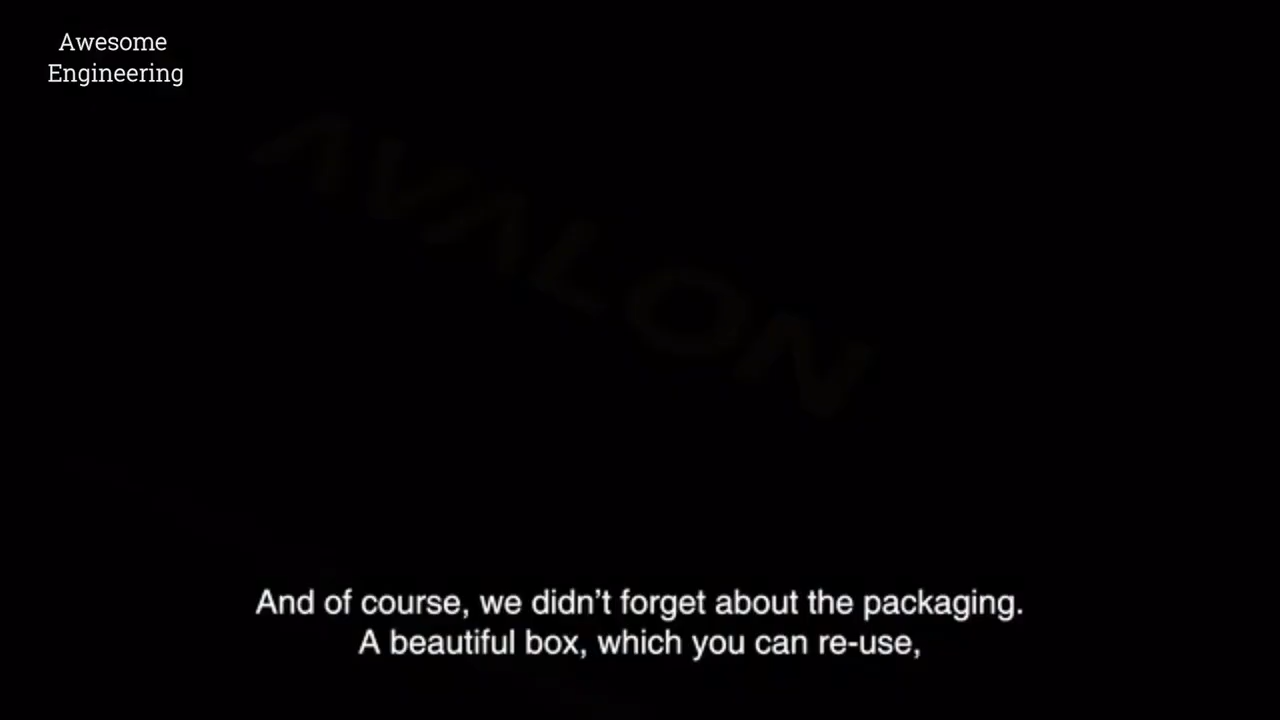 Awesome
Engineering
AVALON
And of course, we didn't forget about the packaging.
A beautiful box, which you can re-use,